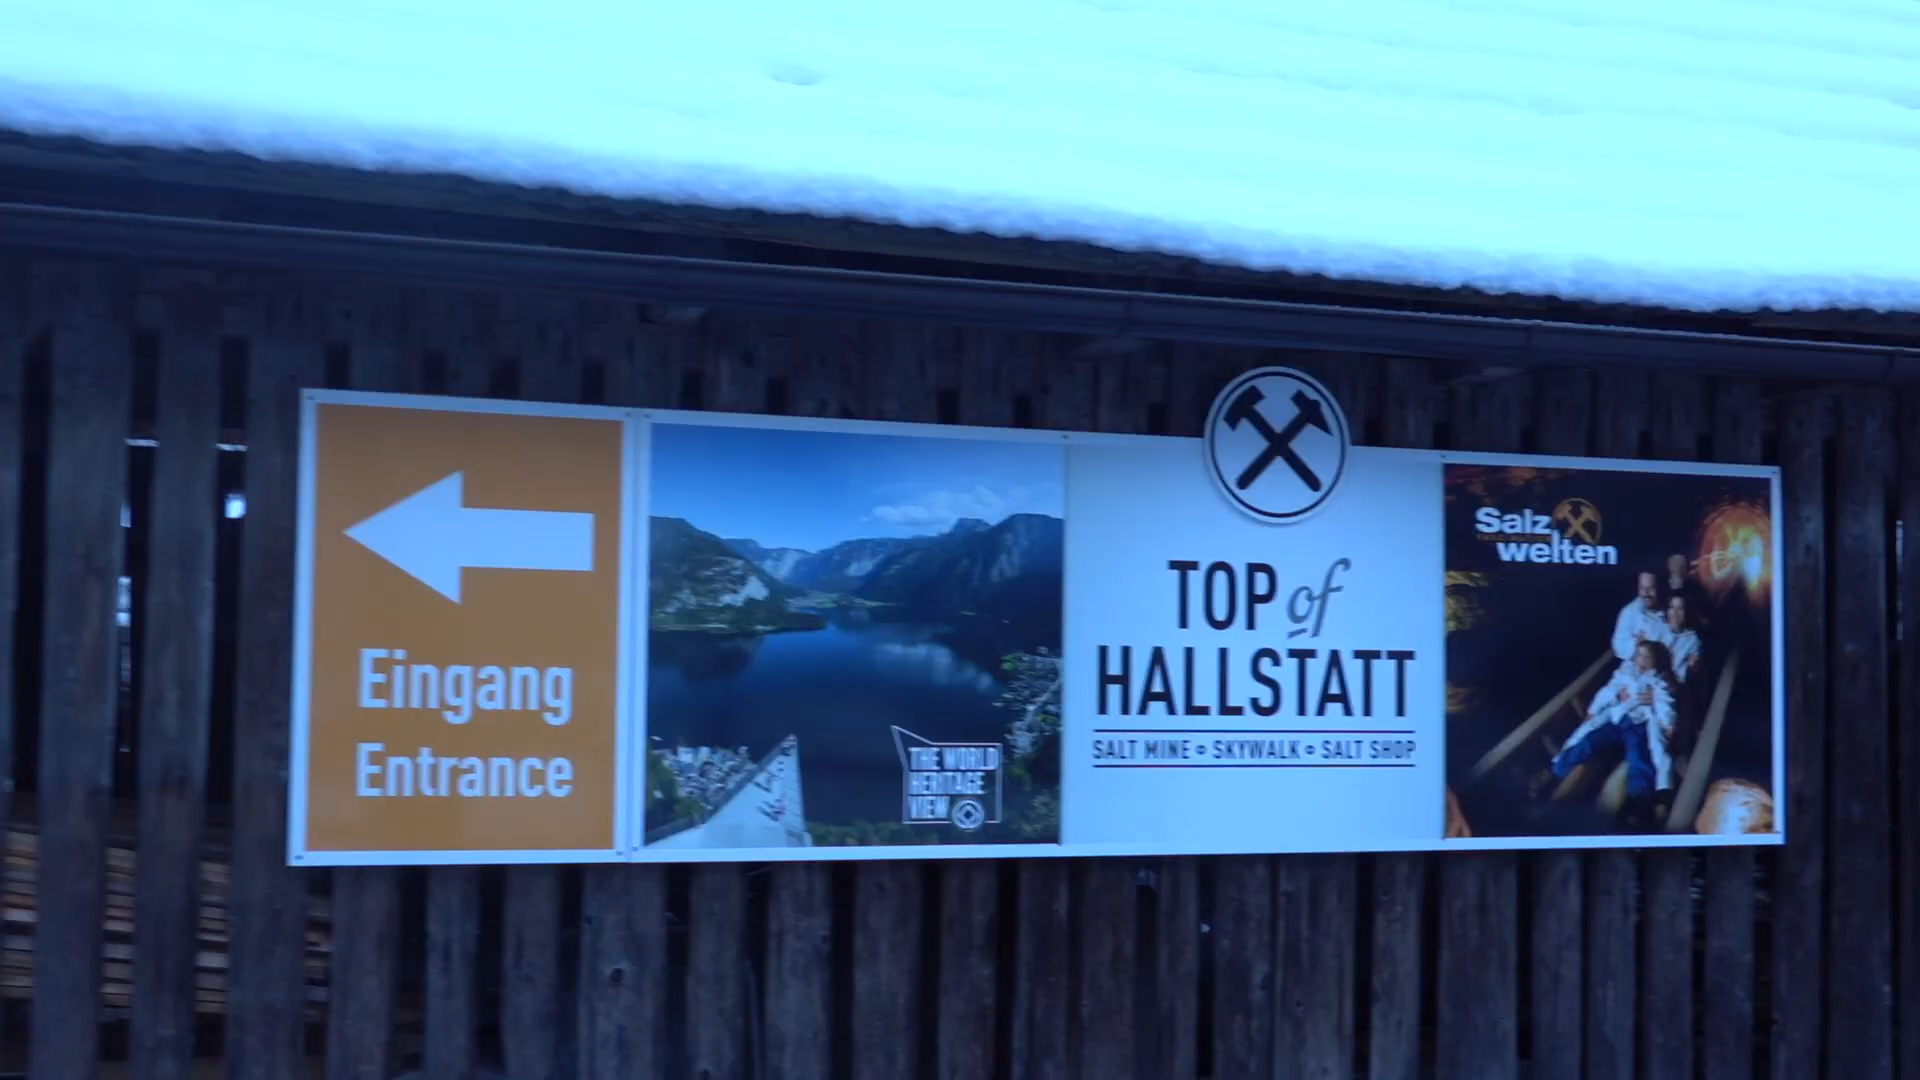 Eingang
Entrance
THE WORLD
HERITAGE
VIEW
TOP of
HALLSTATT
SALT MINE SKYWALK SALT SHOP
Salz
welten